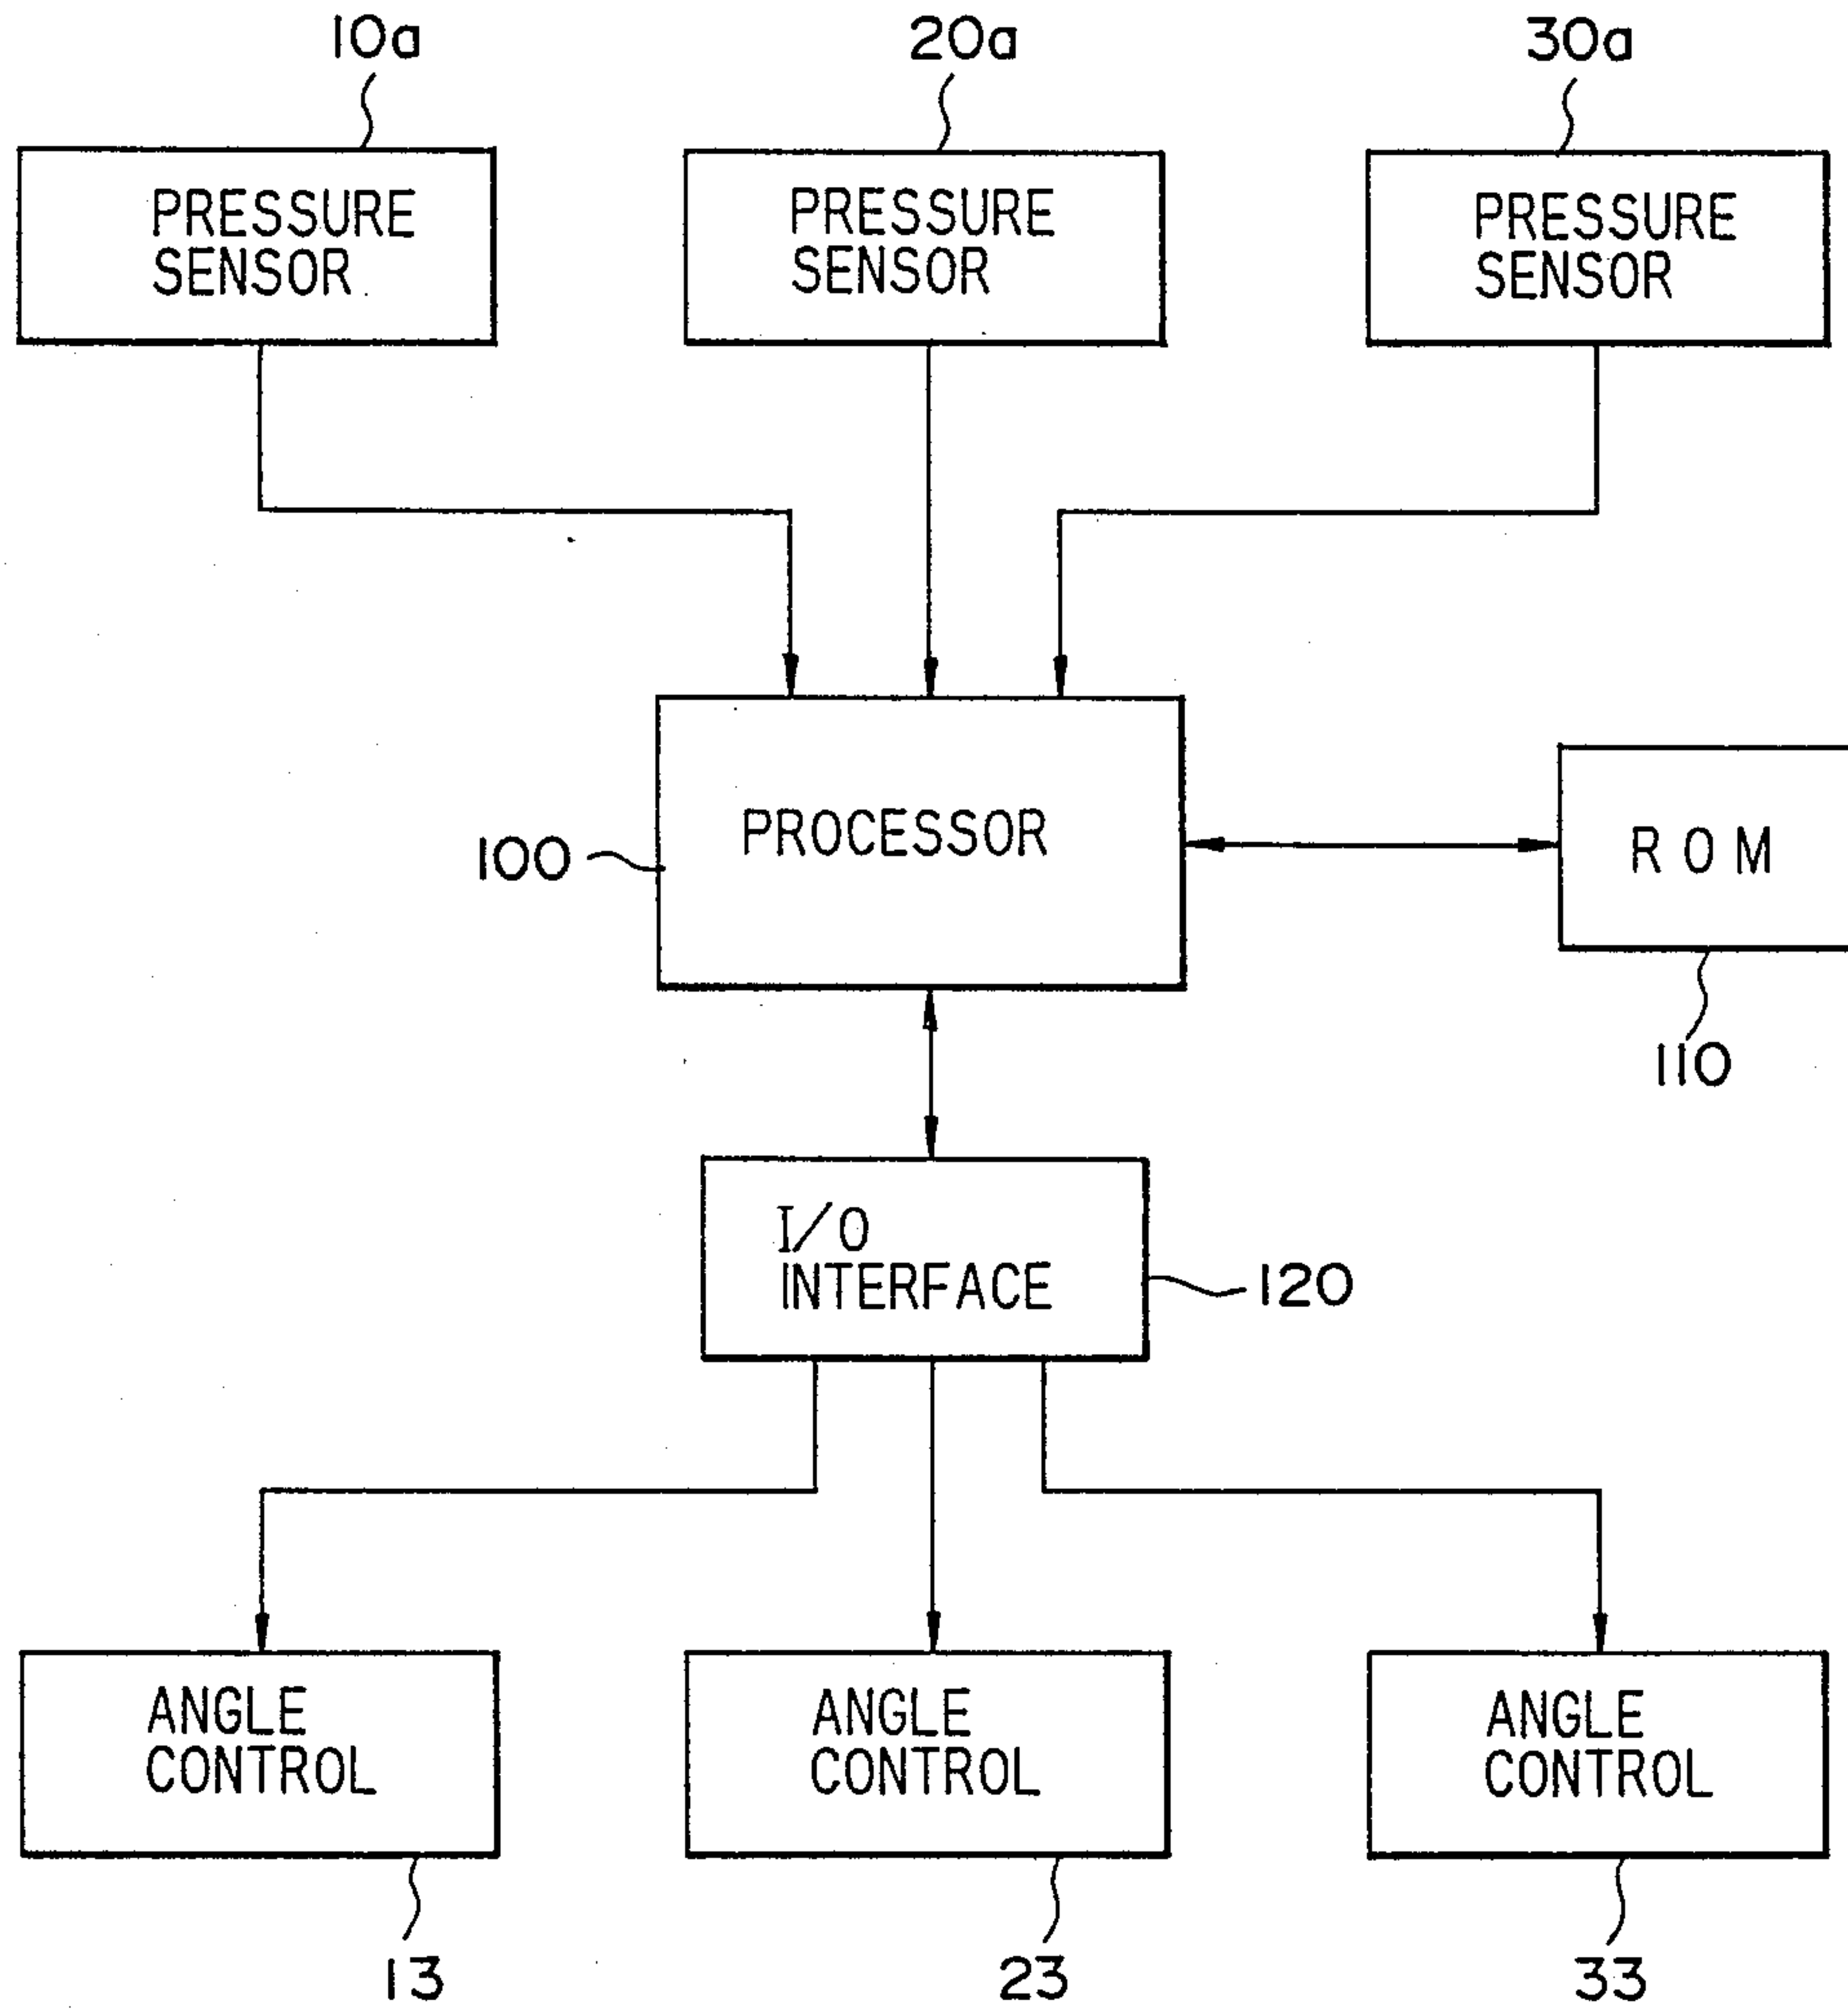 10a
20a
30a
PRESSURE
SENSOR
PRESSURE
SENSOR
PRESSURE
SENSOR
PROCESSOR
100
ROM
110
I/O
INTERFACE
120
ANGLE
CONTROL
ANGLE
CONTROL
ANGLE
CONTROL
13
23
33